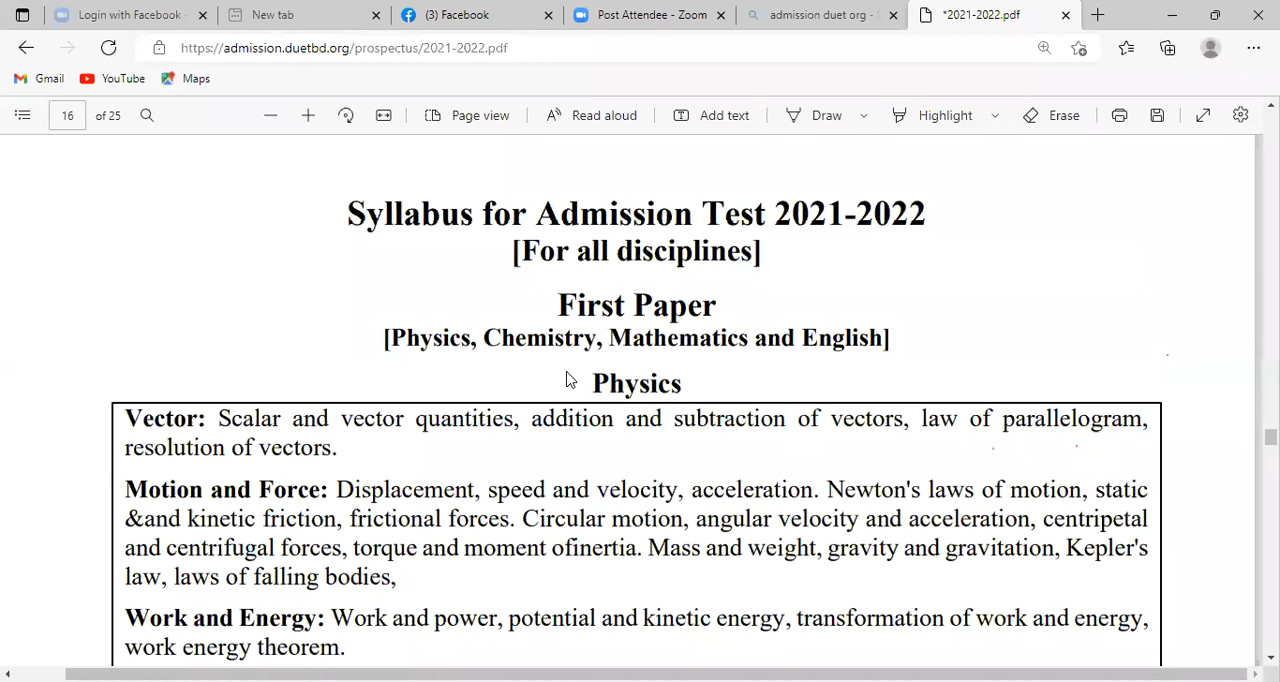 Login with Facebook
New tab
(3) Facebook
Post Attendee - Zoom
admission duet org -
*2021-2022.pdf
https://admission.duetbd.org/prospectus/2021-2022.pdf
Gmail
YouTube
Maps
16 of 25
Page view
Read aloud
Add text
Draw
Highlight
Erase
Syllabus for Admission Test 2021-2022
[For all disciplines]
First Paper
[Physics, Chemistry, Mathematics and English]
Physics
Vector: Scalar and vector quantities, addition and subtraction of vectors, law of parallelogram,
resolution of vectors.
Motion and Force: Displacement, speed and velocity, acceleration. Newton's laws of motion, static
&and kinetic friction, frictional forces. Circular motion, angular velocity and acceleration, centripetal
and centrifugal forces, torque and moment ofinertia. Mass and weight, gravity and gravitation, Kepler's
law, laws of falling bodies,
Work and Energy: Work and power, potential and kinetic energy, transformation of work and energy,
work energy theorem.